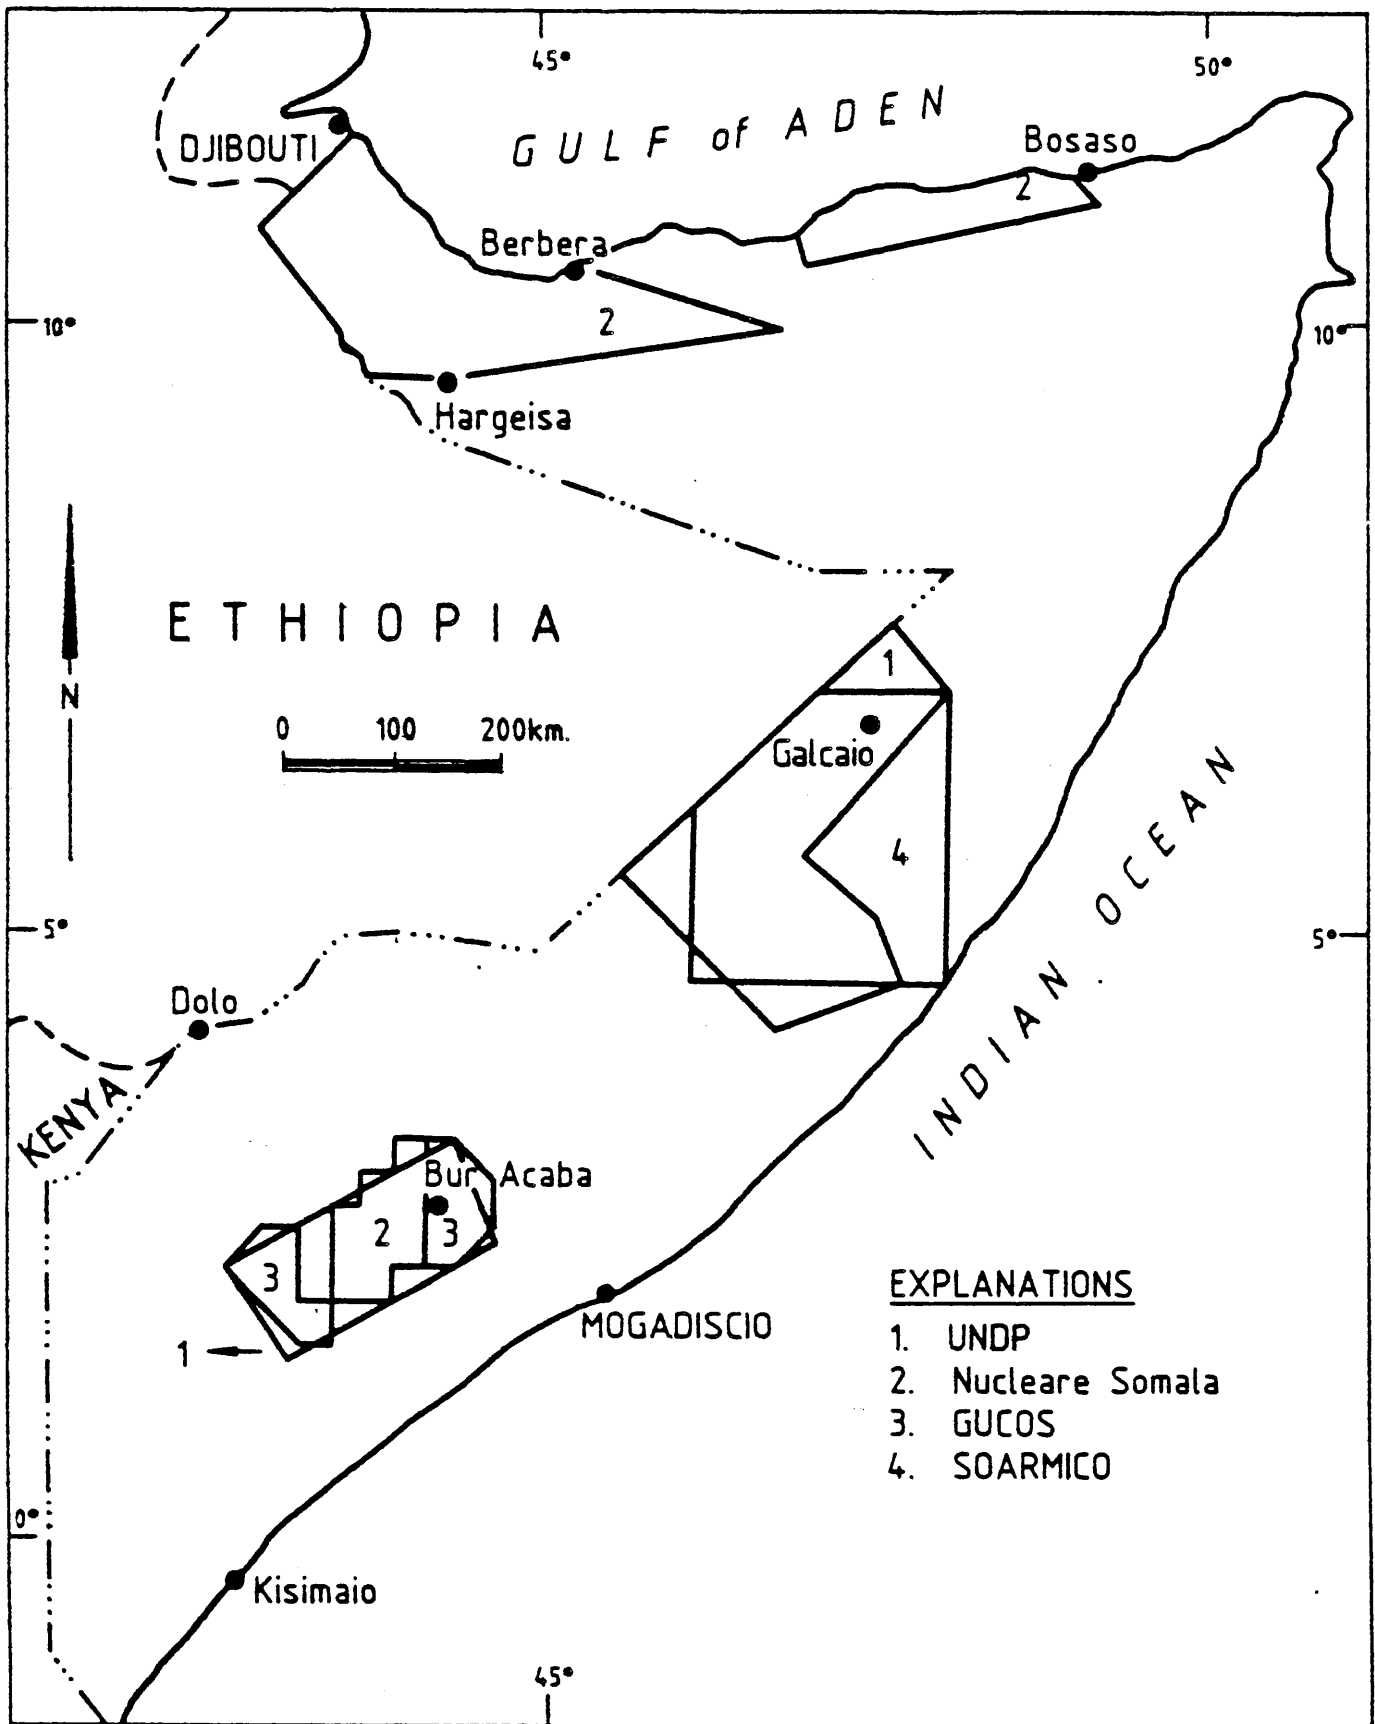 45°
50°
GULF of ADEN
DJIBOUTI
Bosaso
2
Berbera
10°
2
10°
Hargeisa
ETHIOPIA
1
N
0 100 200km.
Galcaio
4
INDIAN OCEAN
5°
5°
Dolo
KENYA
Bur Acaba
2
3
3
1
MOGADISCIO
EXPLANATIONS
1. UNDP
2. Nucleare Somala
3. GUCOS
4. SOARMICO
0°
Kisimaio
45°